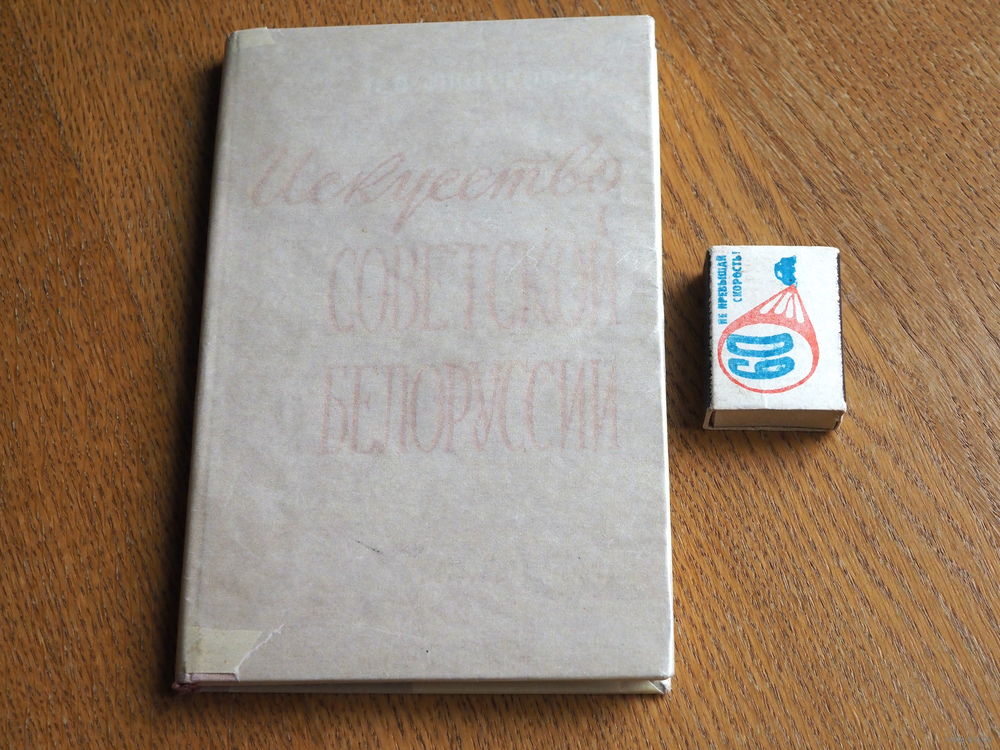 Искусство
СОВЕТСКОЙ
БЕЛОРУССИИ
НЕ ПРЕВЫШАЙ
СКОРОСТЬ!
60